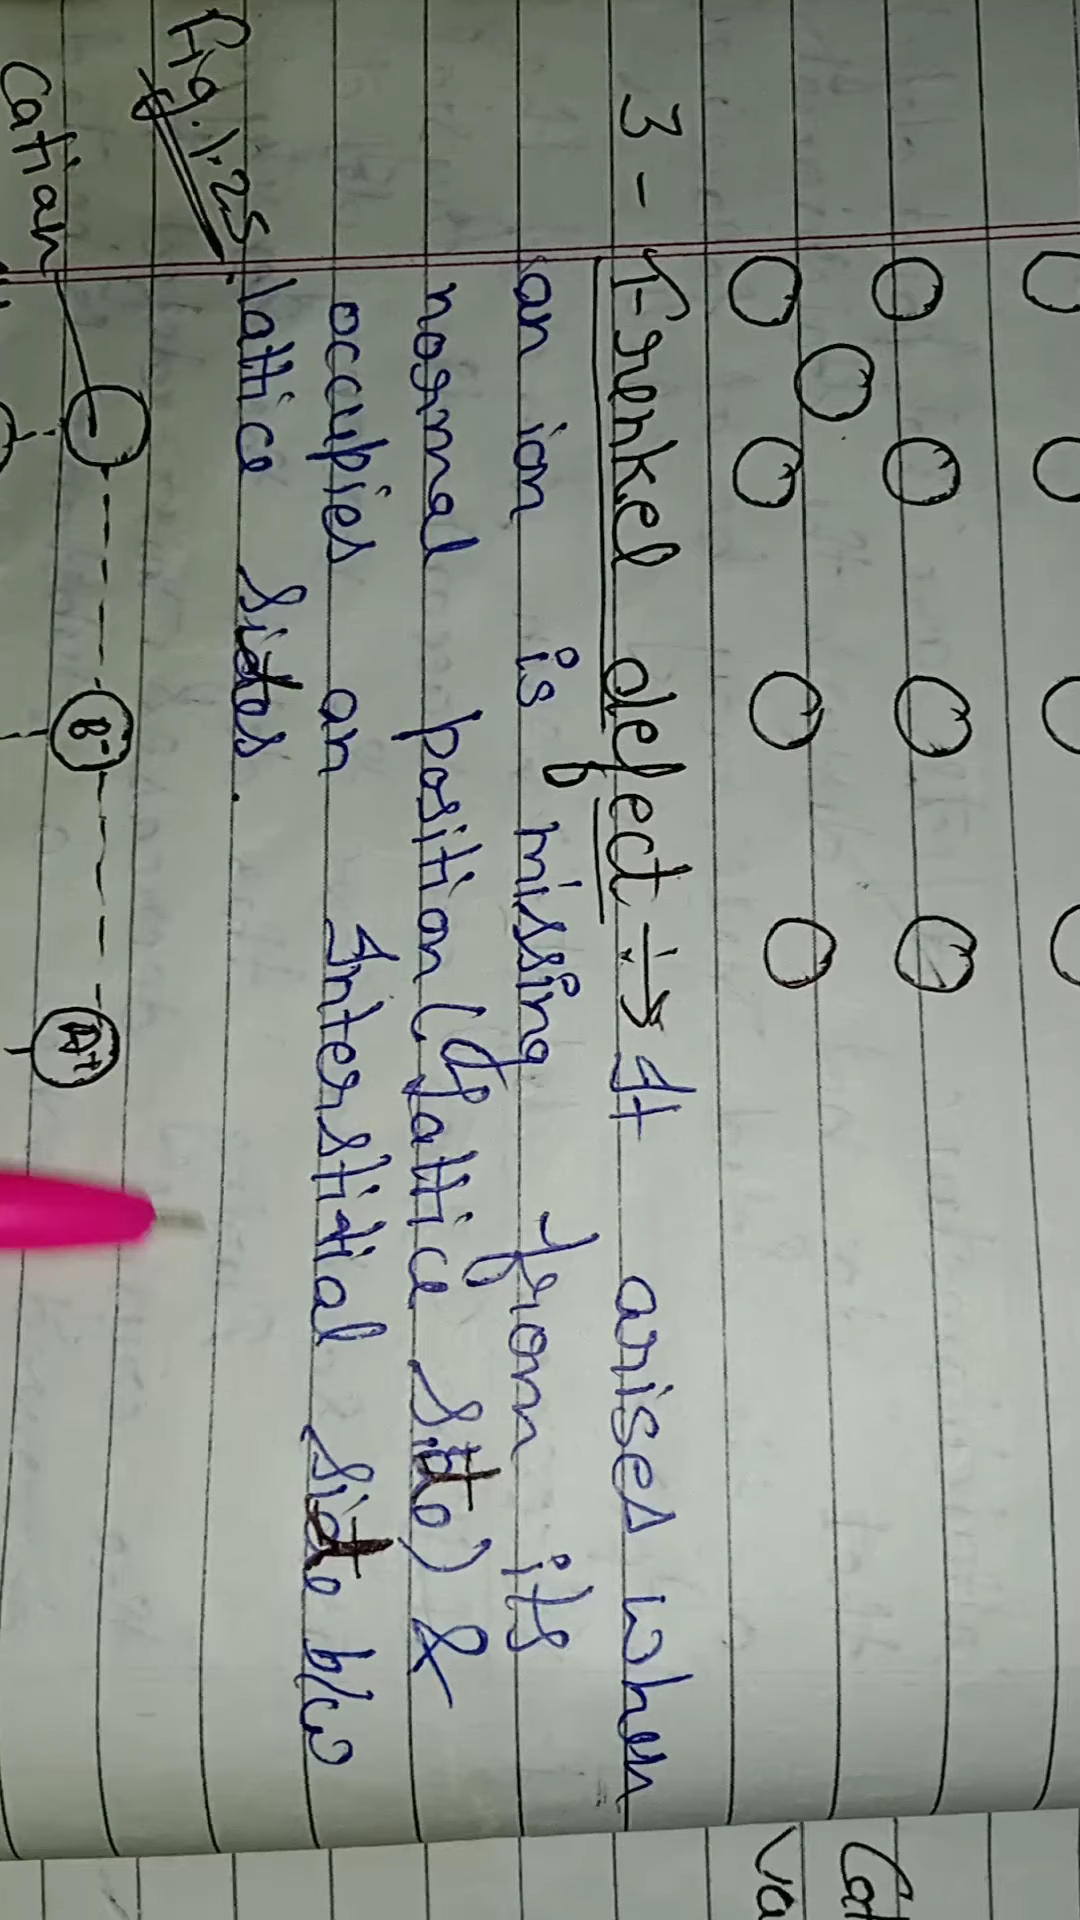 3- Frenkel defect ÷→ It arises when
an ion is missing from its
normal position (Lattice Site) &
occupies an Interstitial Site b/w
lattice Sites.
Fig. 1.25
Cation
B⁻
A⁺